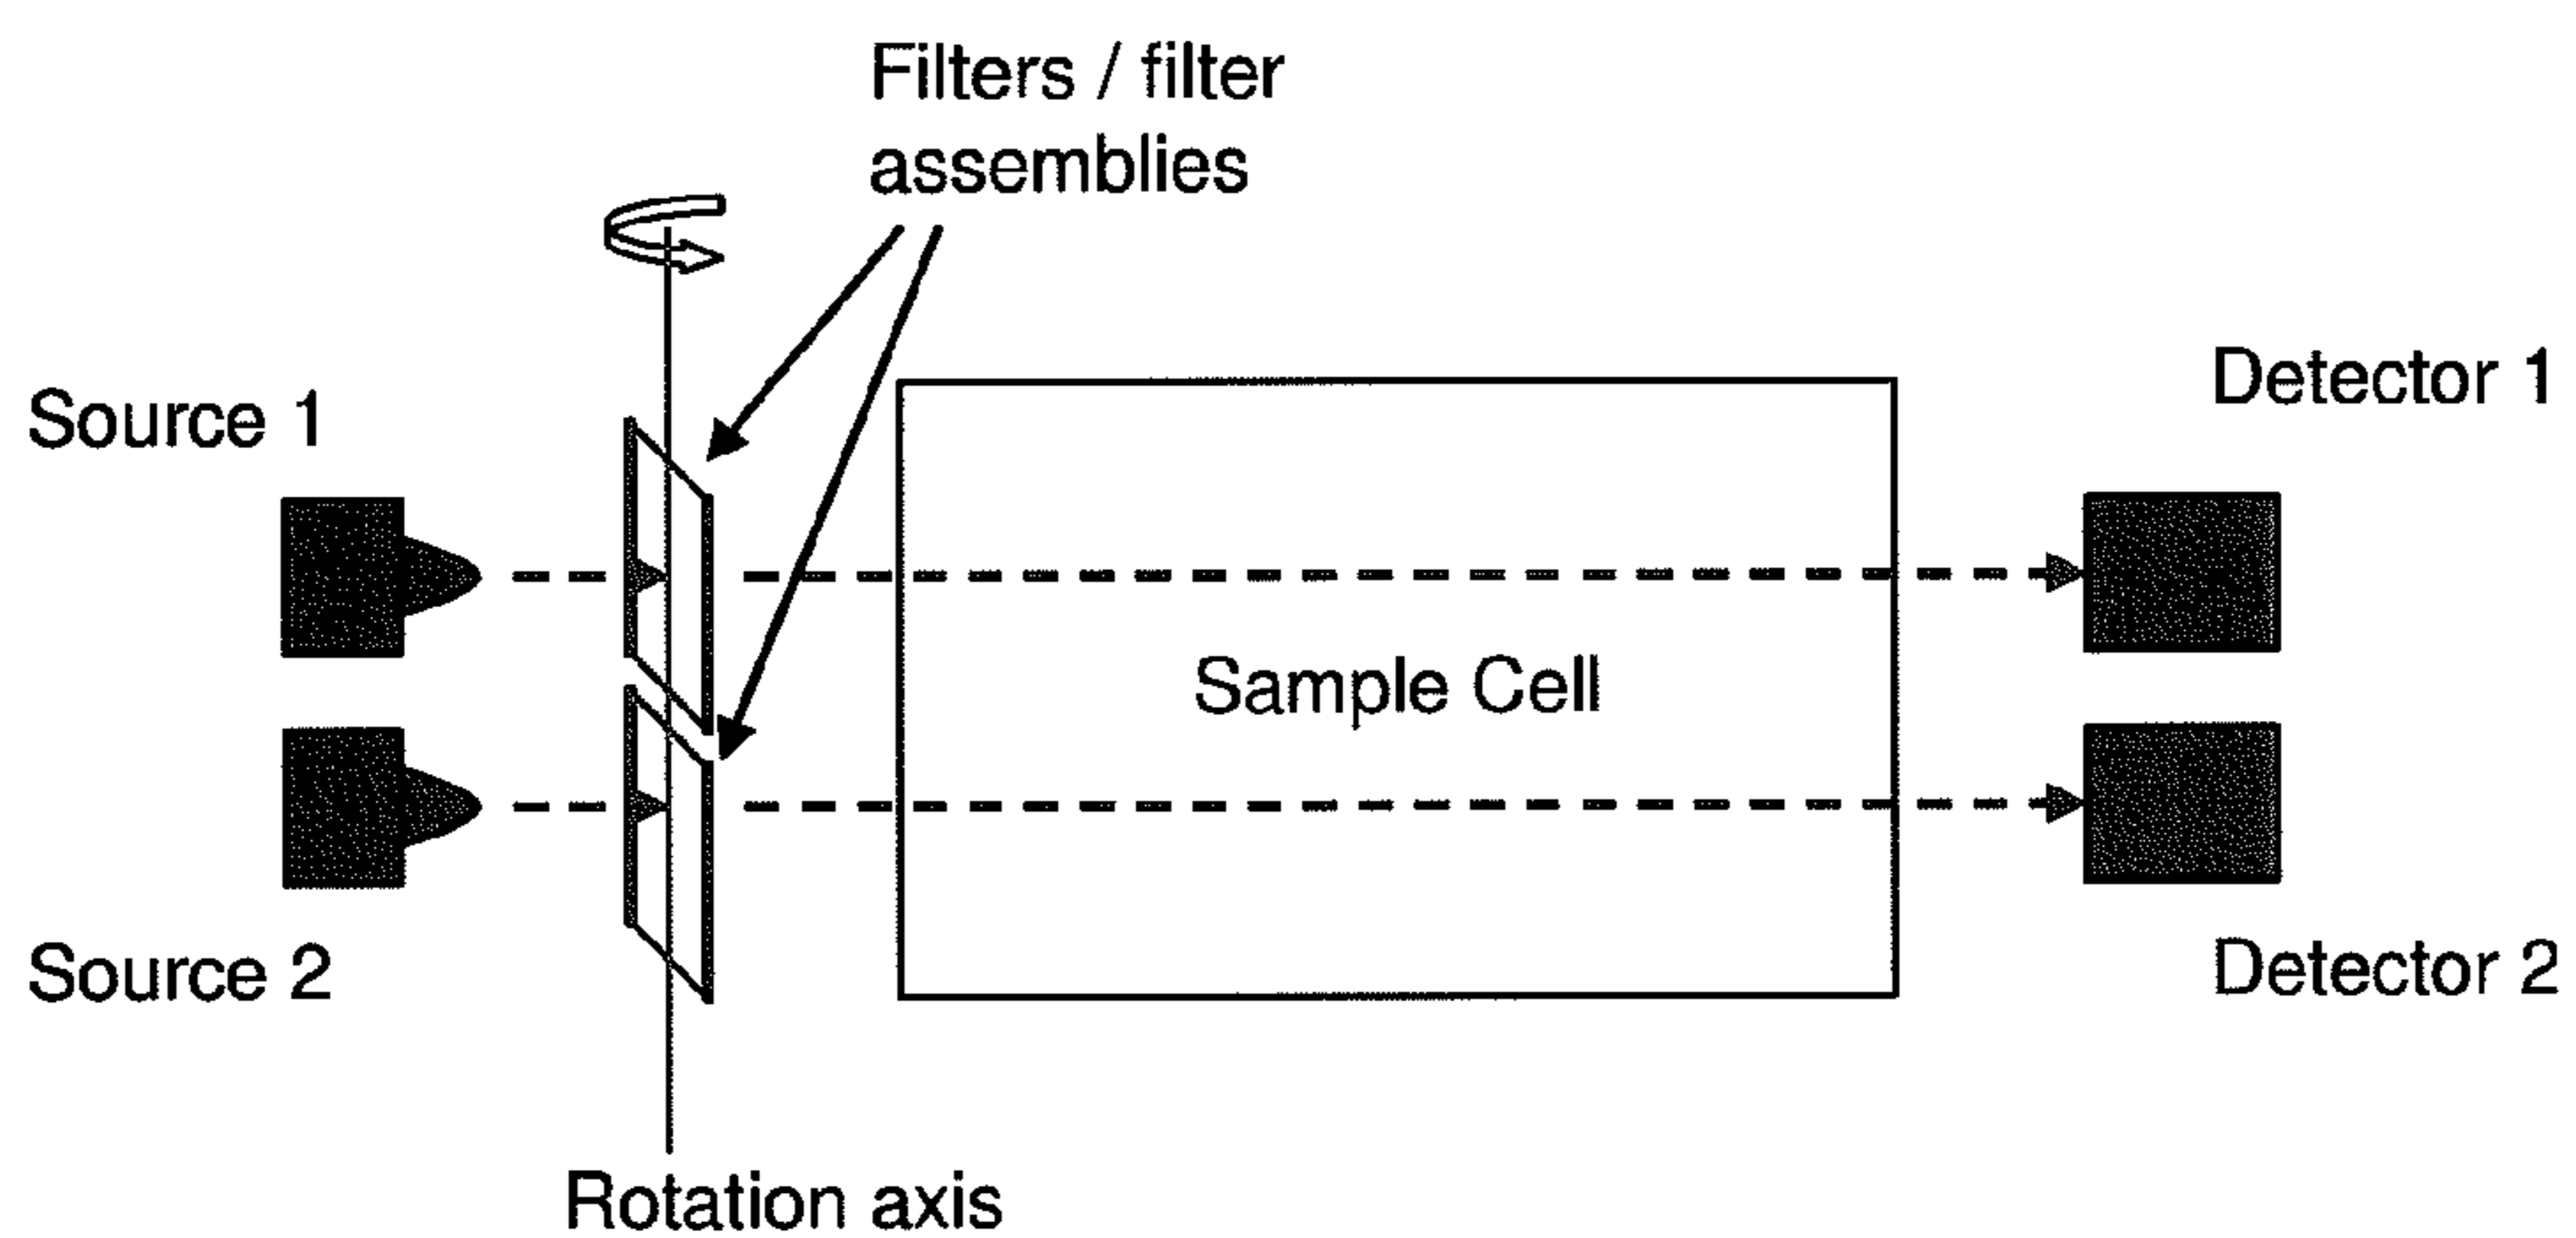 Filters / filter
assemblies
Source 1
Detector 1
Sample Cell
Source 2
Detector 2
Rotation axis